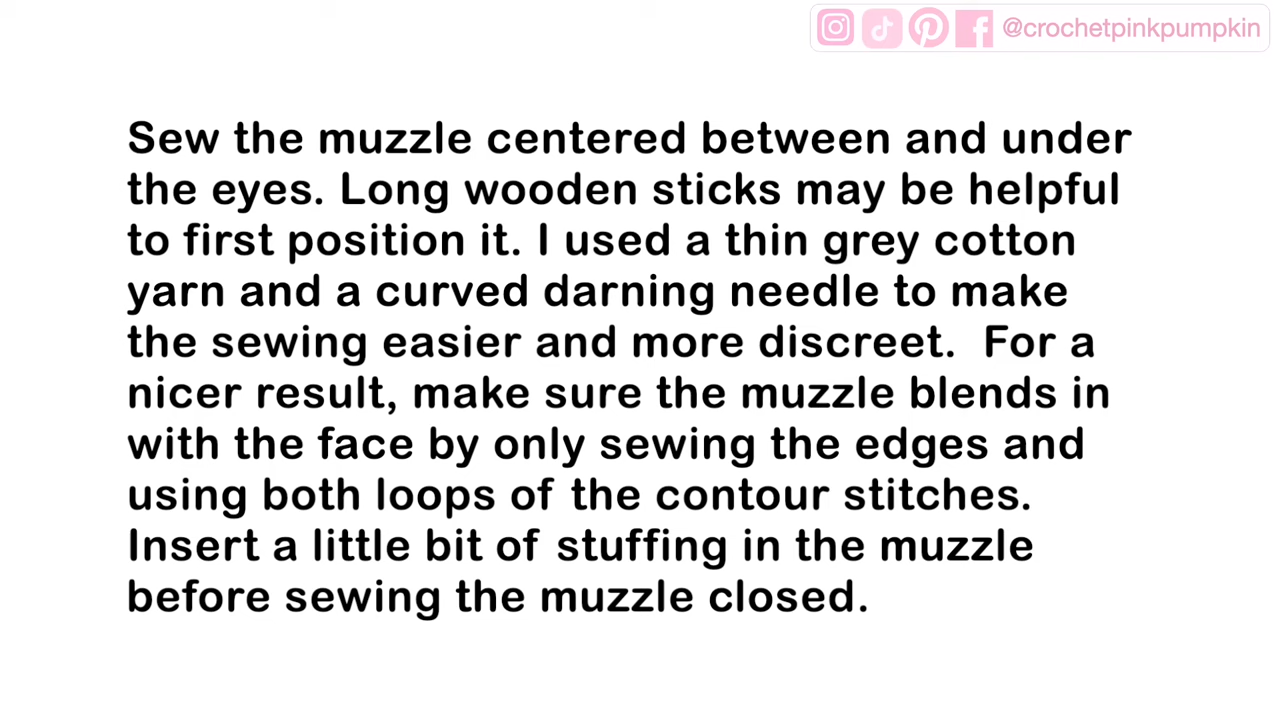 @crochetpinkpumpkin
Sew the muzzle centered between and under
the eyes. Long wooden sticks may be helpful
to first position it. I used a thin grey cotton
yarn and a curved darning needle to make
the sewing easier and more discreet.  For a
nicer result, make sure the muzzle blends in
with the face by only sewing the edges and
using both loops of the contour stitches.
Insert a little bit of stuffing in the muzzle
before sewing the muzzle closed.